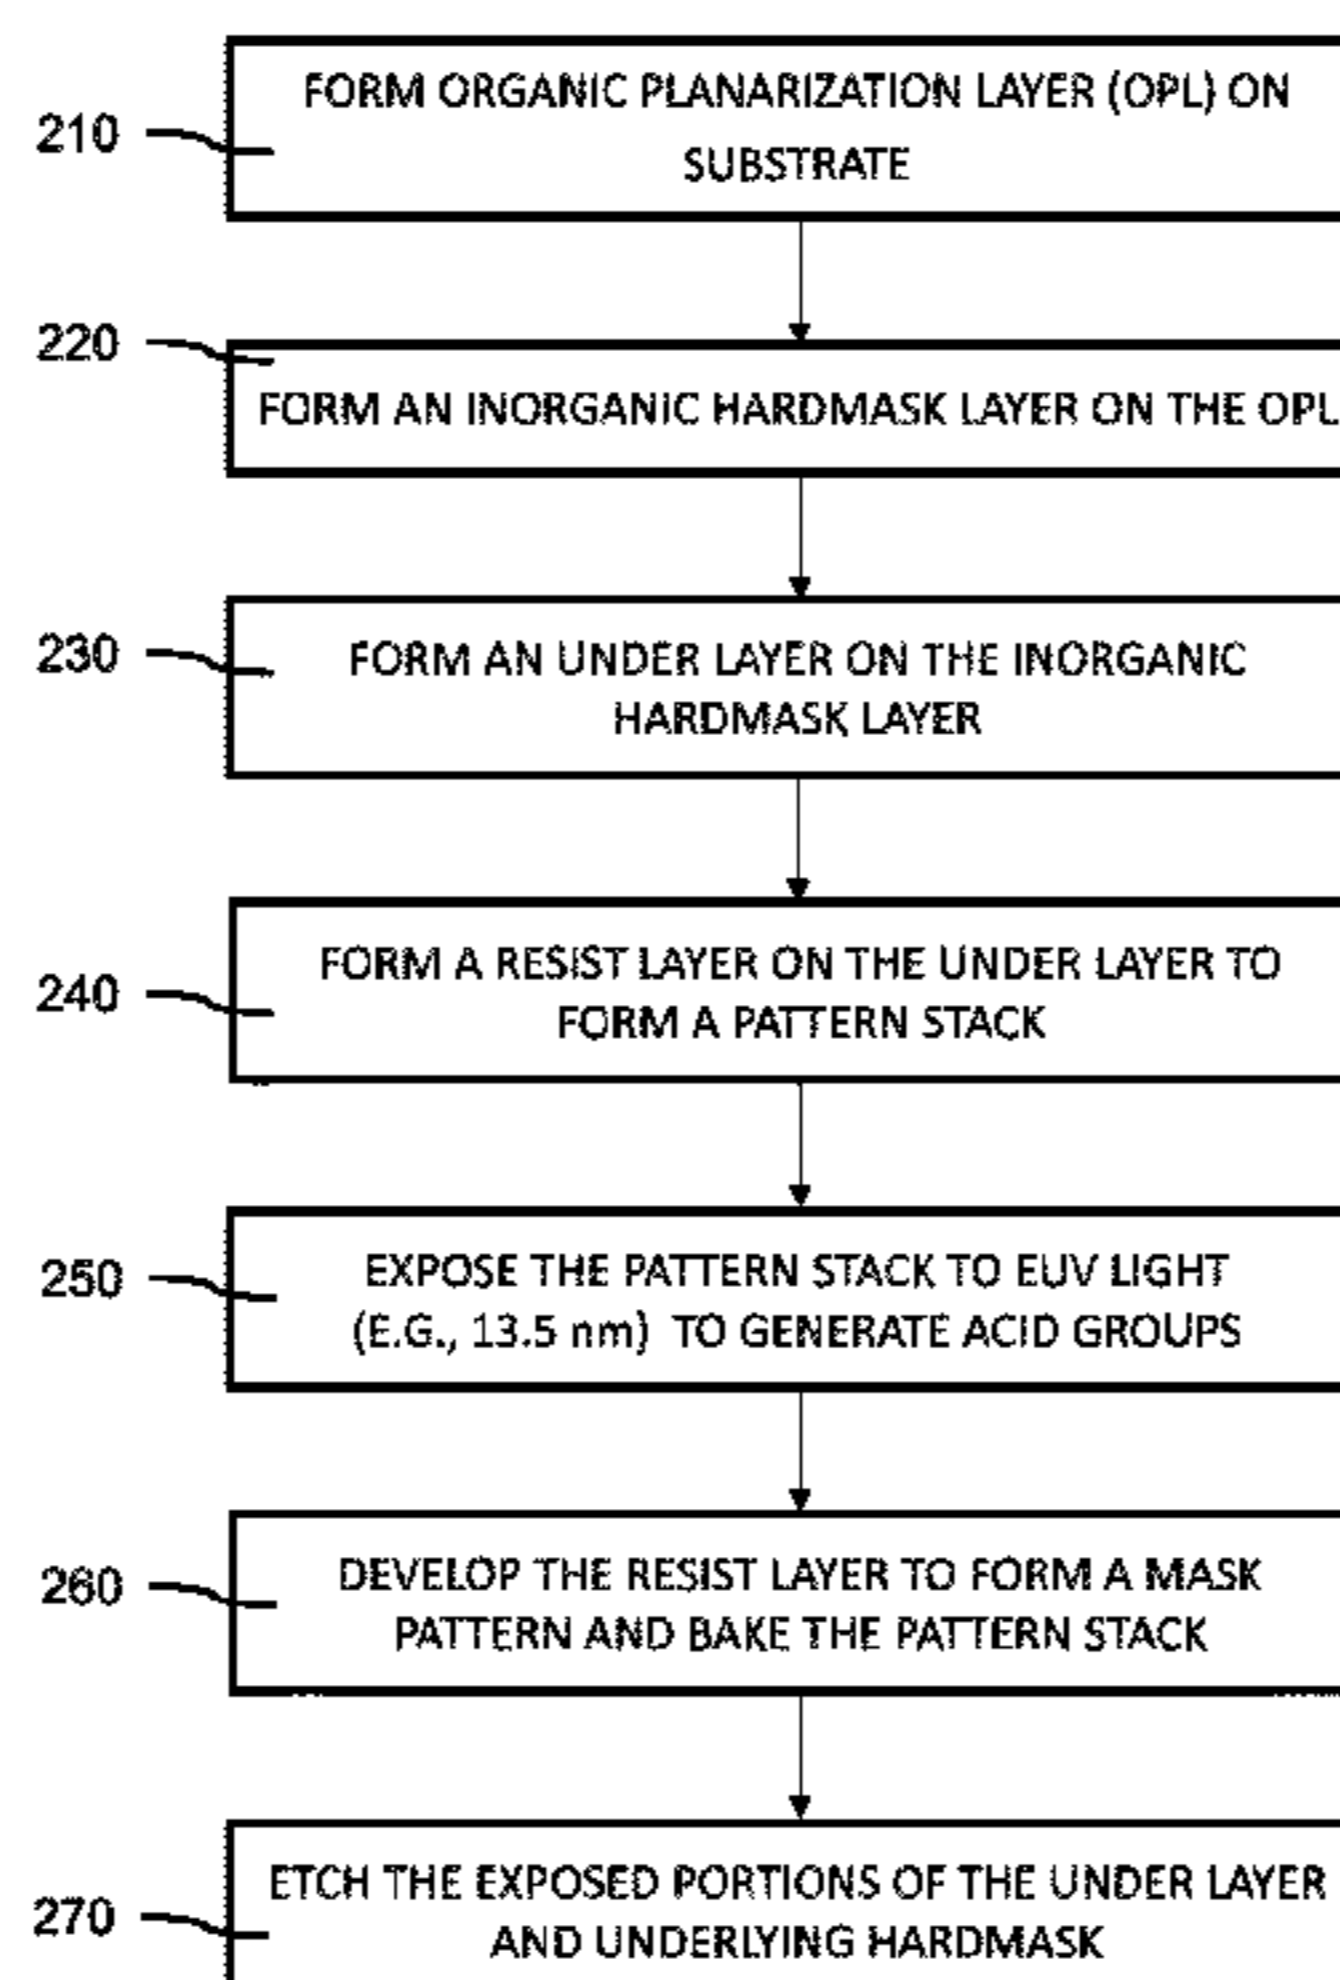 210
FORM ORGANIC PLANARIZATION LAYER (OPL) ON
SUBSTRATE
220
FORM AN INORGANIC HARDMASK LAYER ON THE OPL
230
FORM AN UNDER LAYER ON THE INORGANIC
HARDMASK LAYER
240
FORM A RESIST LAYER ON THE UNDER LAYER TO
FORM A PATTERN STACK
250
EXPOSE THE PATTERN STACK TO EUV LIGHT
(E.G., 13.5 nm) TO GENERATE ACID GROUPS
260
DEVELOP THE RESIST LAYER TO FORM A MASK
PATTERN AND BAKE THE PATTERN STACK
270
ETCH THE EXPOSED PORTIONS OF THE UNDER LAYER
AND UNDERLYING HARDMASK